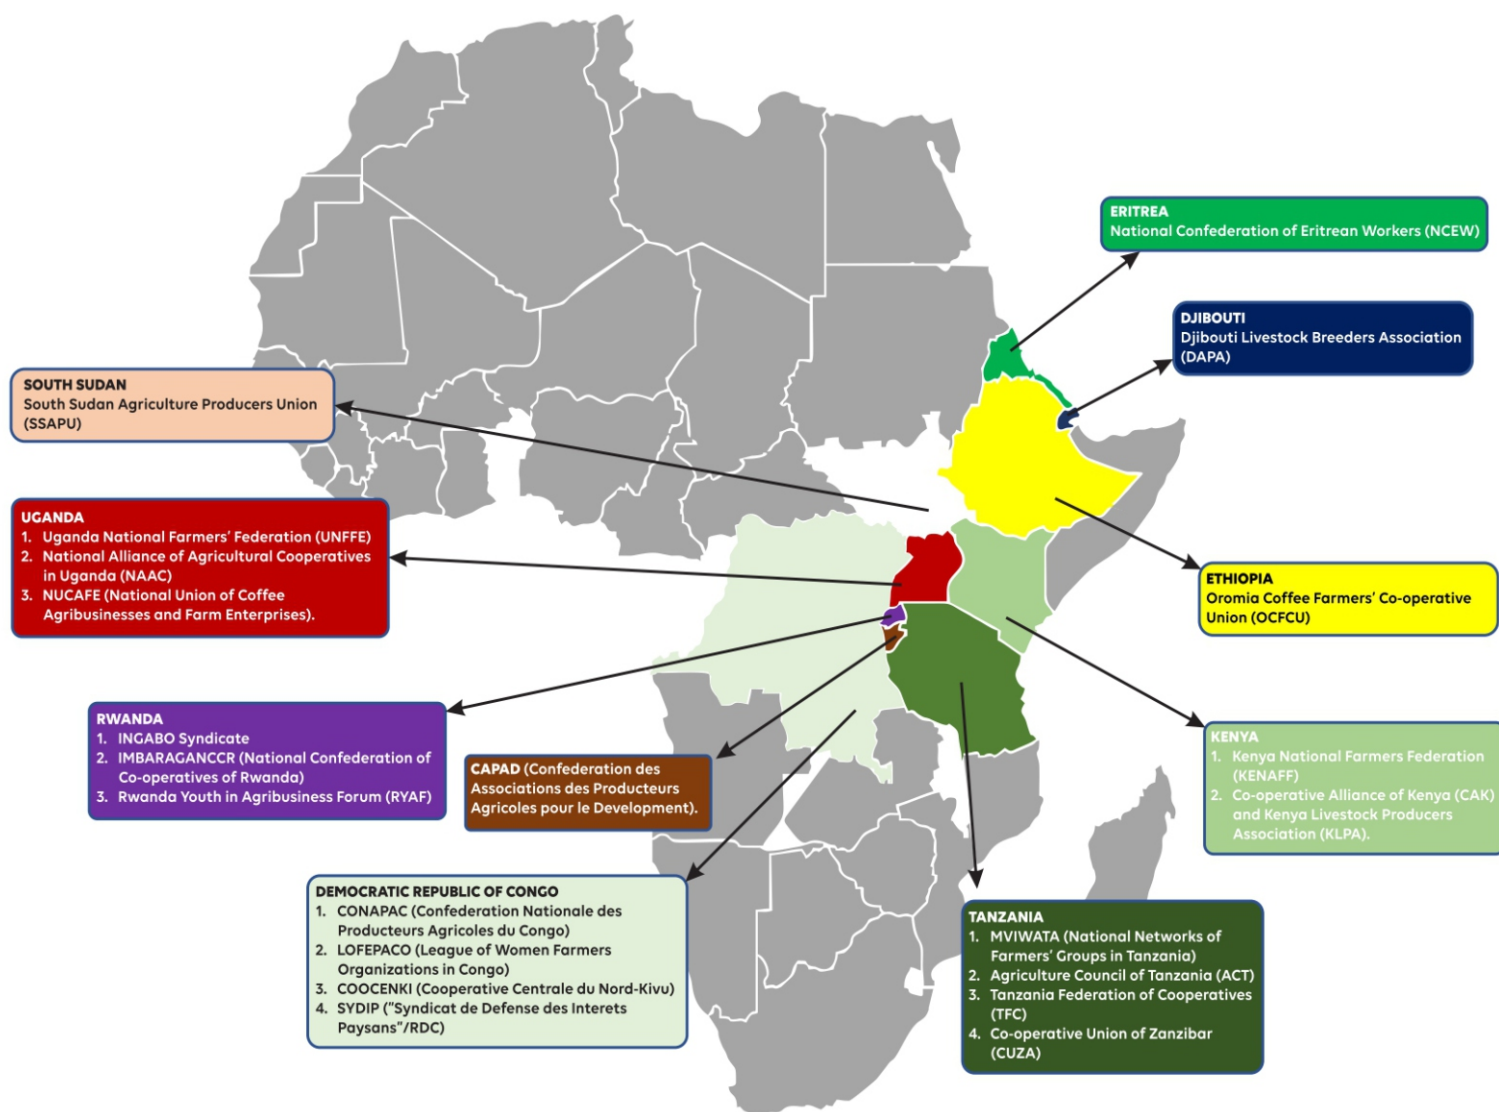 ERITREA
National Confederation of Eritrean Workers (NCEW)
DJIBOUTI
Djibouti Livestock Breeders Association
(DAPA)
SOUTH SUDAN
South Sudan Agriculture Producers Union
(SSAPU)
UGANDA
1. Uganda National Farmers' Federation (UNFFE)
2. National Alliance of Agricultural Cooperatives
in Uganda (NAAC)
3. NUCAFE (National Union of Coffee
Agribusinesses and Farm Enterprises).
ETHIOPIA
Oromia Coffee Farmers' Co-operative
Union (OCFCU)
RWANDA
1. INGABO Syndicate
2. IMBARAGANCCR (National Confederation of
Co-operatives of Rwanda)
3. Rwanda Youth in Agribusiness Forum (RYAF)
CAPAD (Confederation des
Associations des Producteurs
Agricoles pour le Development).
KENYA
1. Kenya National Farmers Federation
(KENAFF)
2. Co-operative Alliance of Kenya (CAK)
and Kenya Livestock Producers
Association (KLPA).
DEMOCRATIC REPUBLIC OF CONGO
1. CONAPAC (Confederation Nationale des
Producteurs Agricoles du Congo)
2. LOFEPACO (League of Women Farmers
Organizations in Congo)
3. COOCENKI (Cooperative Centrale du Nord-Kivu)
4. SYDIP ("Syndicat de Defense des Interets
Paysans"/RDC)
TANZANIA
1. MVIWATA (National Networks of
Farmers' Groups in Tanzania)
2. Agriculture Council of Tanzania (ACT)
3. Tanzania Federation of Cooperatives
(TFC)
4. Co-operative Union of Zanzibar
(CUZA)